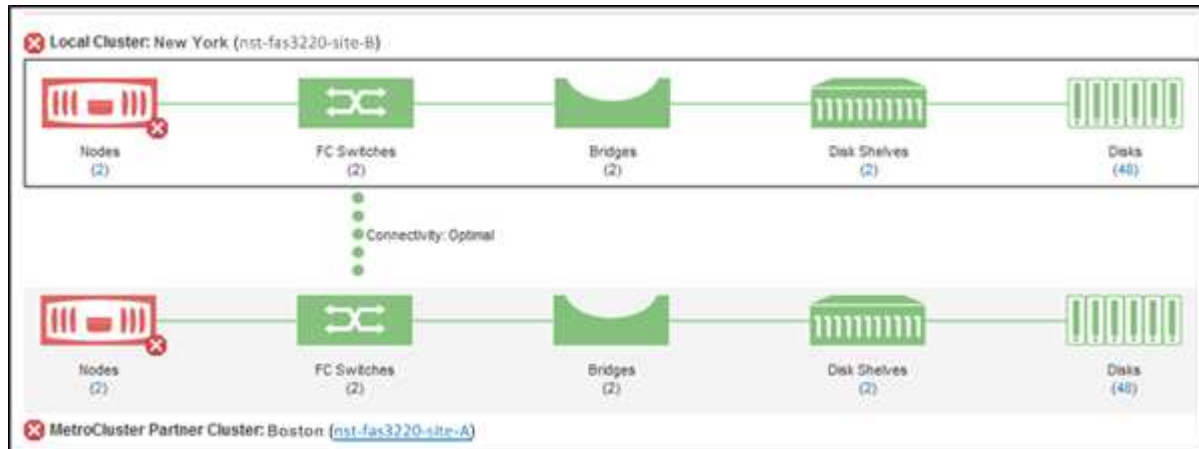 Local Cluster: New York (nst-fas3220-site-B)
Nodes FC Switches Bridges Disk Shelves Disks
(2) (2) (2) (2) (48)
Connectivity: Optimal
Nodes FC Switches Bridges Disk Shelves Disks
(2) (2) (2) (2) (48)
MetroCluster Partner Cluster: Boston (nst-fas3220-site-A)